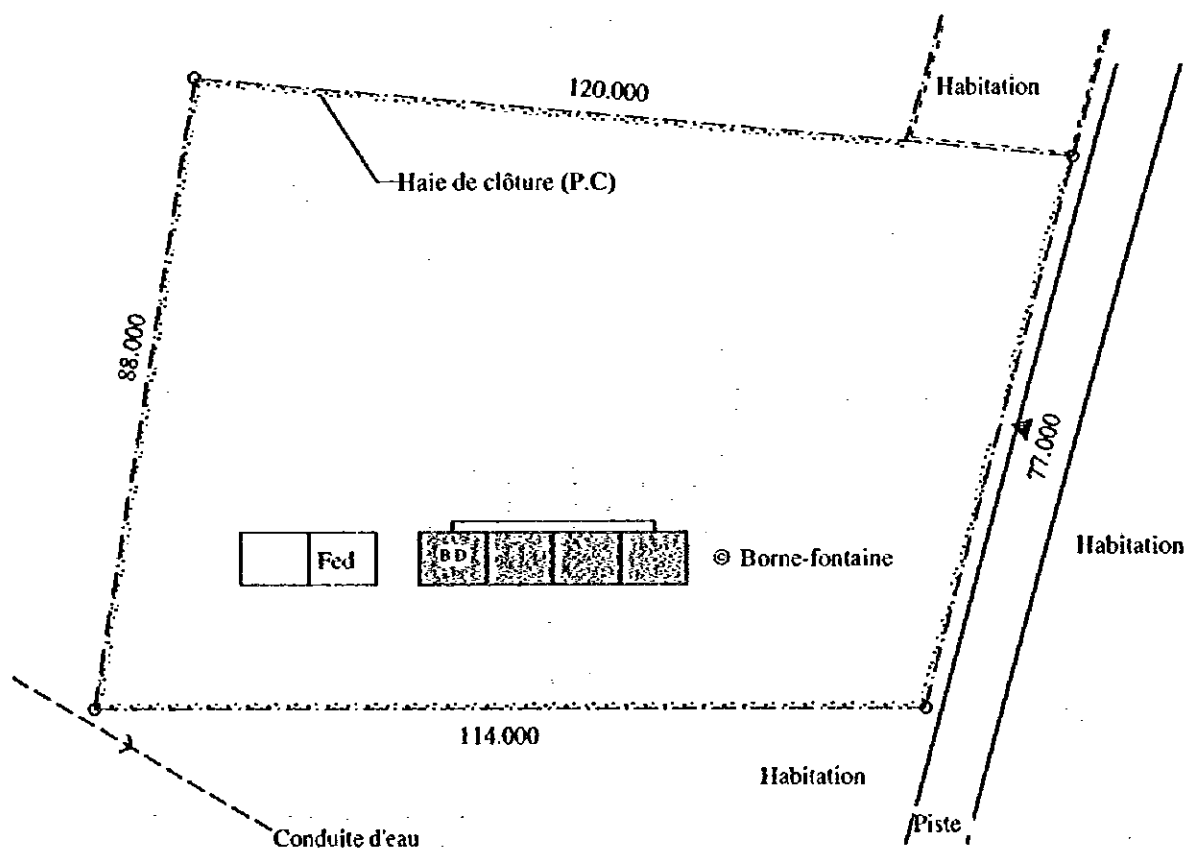 120.000
Habitation
Haie de clôture (P.C)
88.000
77.000
Fed
BD
Borne-fontaine
Habitation
114.000
Habitation
Piste
Conduite d'eau